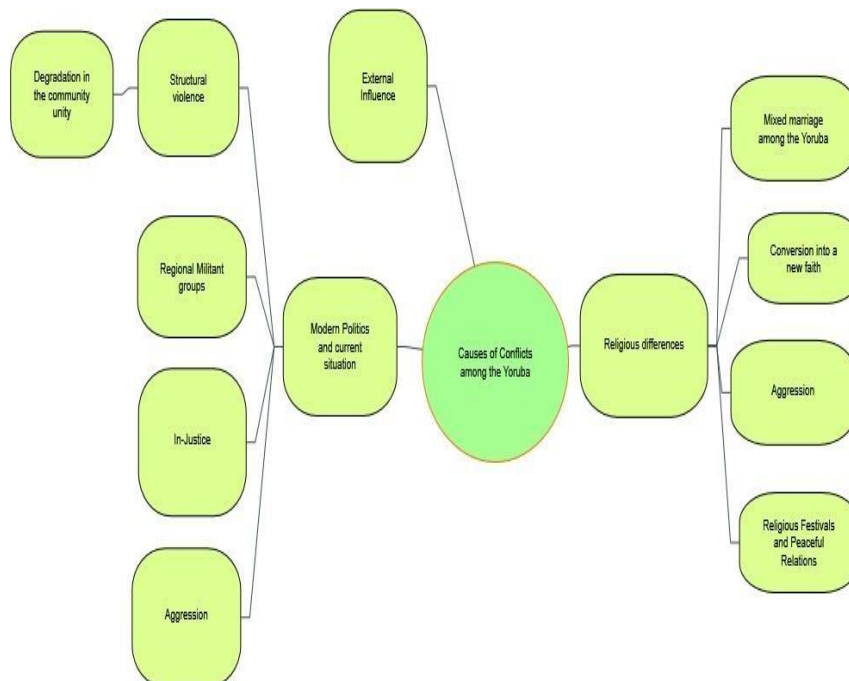 Degradation in
the community
unity
Structural
violence
External
Influence
Mixed marriage
among the Yoruba
Conversion into a
new faith
Regional Militant
groups
Modern Politics
and current
situation
Causes of Conflicts
among the Yoruba
Religious differences
Aggression
In-Justice
Religious Festivals
and Peaceful
Relations
Aggression